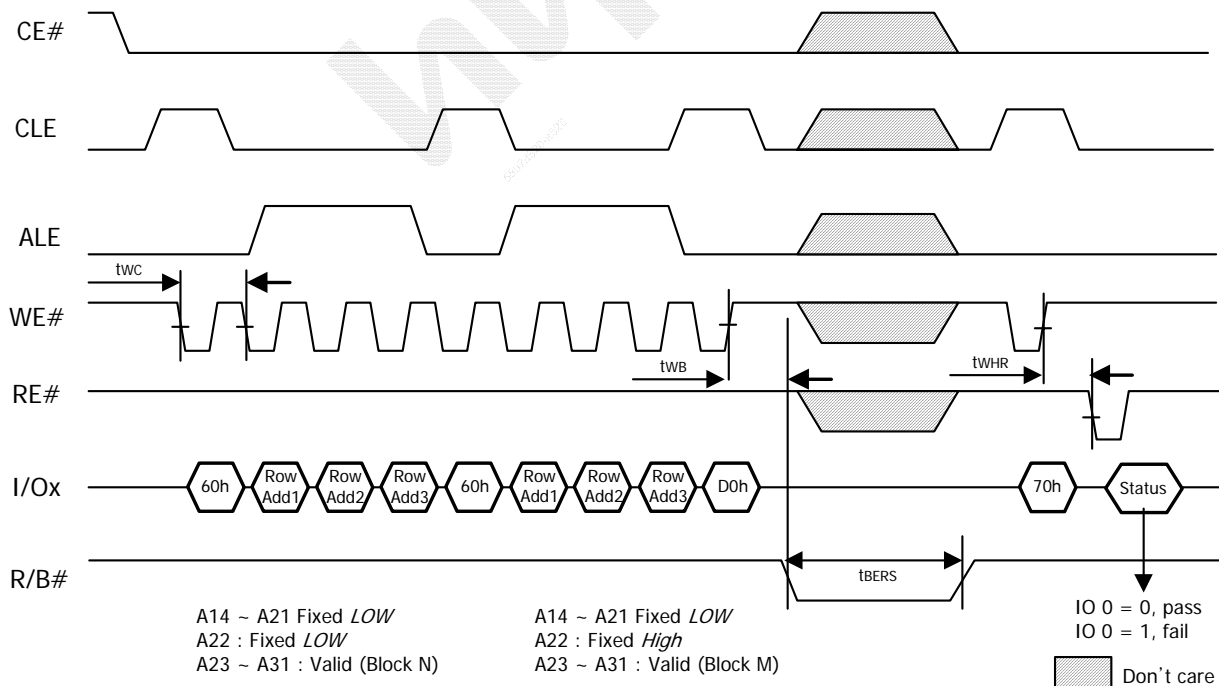 CE#
CLE
ALE
tWC
WE#
tWB
tWHR
RE#
I/Ox
60h
Row Add1
Row Add2
Row Add3
60h
Row Add1
Row Add2
Row Add3
D0h
70h
Status
R/B#
tBERS
A14 ~ A21 Fixed LOW
A22 : Fixed LOW
A23 ~ A31 : Valid (Block N)
A14 ~ A21 Fixed LOW
A22 : Fixed High
A23 ~ A31 : Valid (Block M)
IO 0 = 0, pass
IO 0 = 1, fail
Don't care